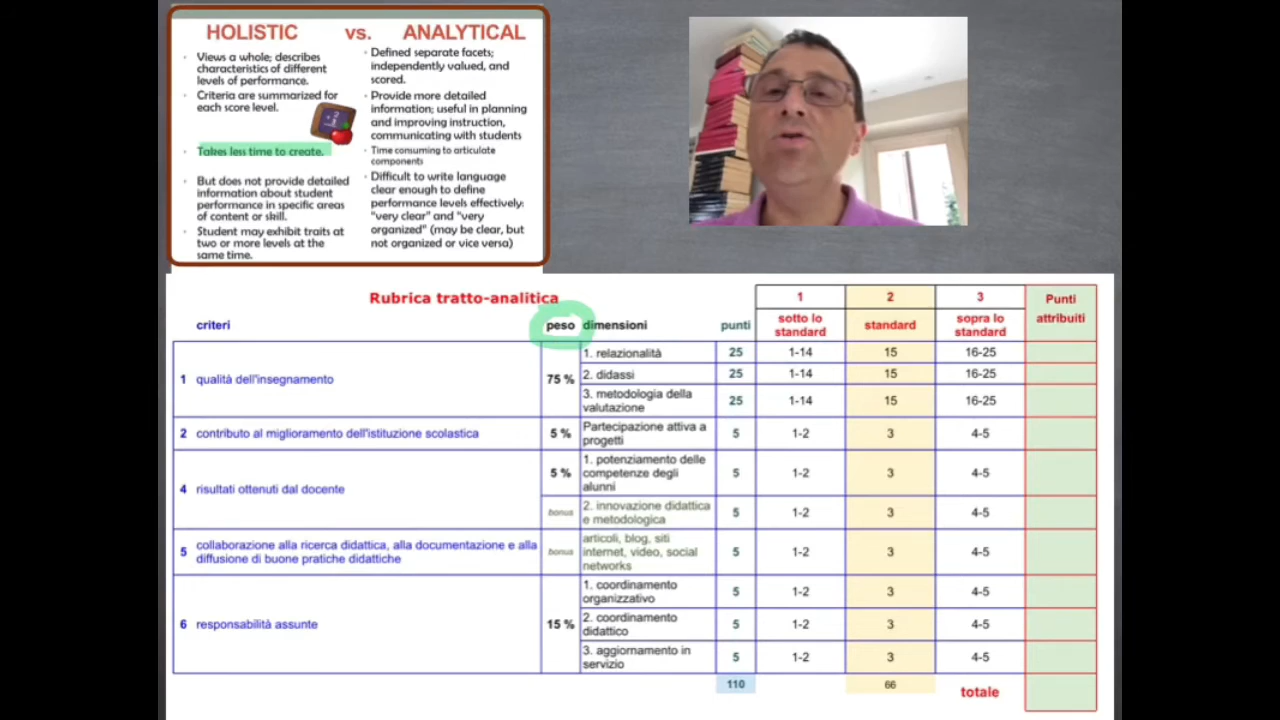 HOLISTIC vs. ANALYTICAL
Views a whole; describes
characteristics of different
levels of performance.
Criteria are summarized for
each score level.
Takes less time to create.
But does not provide detailed
information about student
performance in specific areas
of content or skill.
Student may exhibit traits at
two or more levels at the
same time.
Defined separate facets;
independently valued, and
scored.
Provide more detailed
information; useful in planning
and improving instruction,
communicating with students
Time consuming to articulate
components
Difficult to write language
clear enough to define
performance levels effectively:
"very clear" and "very
organized" (may be clear, but
not organized or vice versa)
Rubrica tratto-analitica
1 2 3 Punti
attribuiti
criteri peso dimensioni punti sotto lo
standard standard sopra lo
standard
1 qualità dell'insegnamento 75 % 1. relazionalità 25 1-14 15 16-25
2. didassi 25 1-14 15 16-25
3. metodologia della
valutazione 25 1-14 15 16-25
2 contributo al miglioramento dell'istituzione scolastica 5 % Partecipazione attiva a
progetti 5 1-2 3 4-5
4 risultati ottenuti dal docente 5 % 1. potenziamento delle
competenze degli
alunni 5 1-2 3 4-5
bonus 2. innovazione didattica
e metodologica 5 1-2 3 4-5
5 collaborazione alla ricerca didattica, alla documentazione e alla
diffusione di buone pratiche didattiche bonus articoli, blog, siti
internet, video, social
networks 5 1-2 3 4-5
6 responsabilità assunte 15 % 1. coordinamento
organizzativo 5 1-2 3 4-5
2. coordinamento
didattico 5 1-2 3 4-5
3. aggiornamento in
servizio 5 1-2 3 4-5
110 66 totale